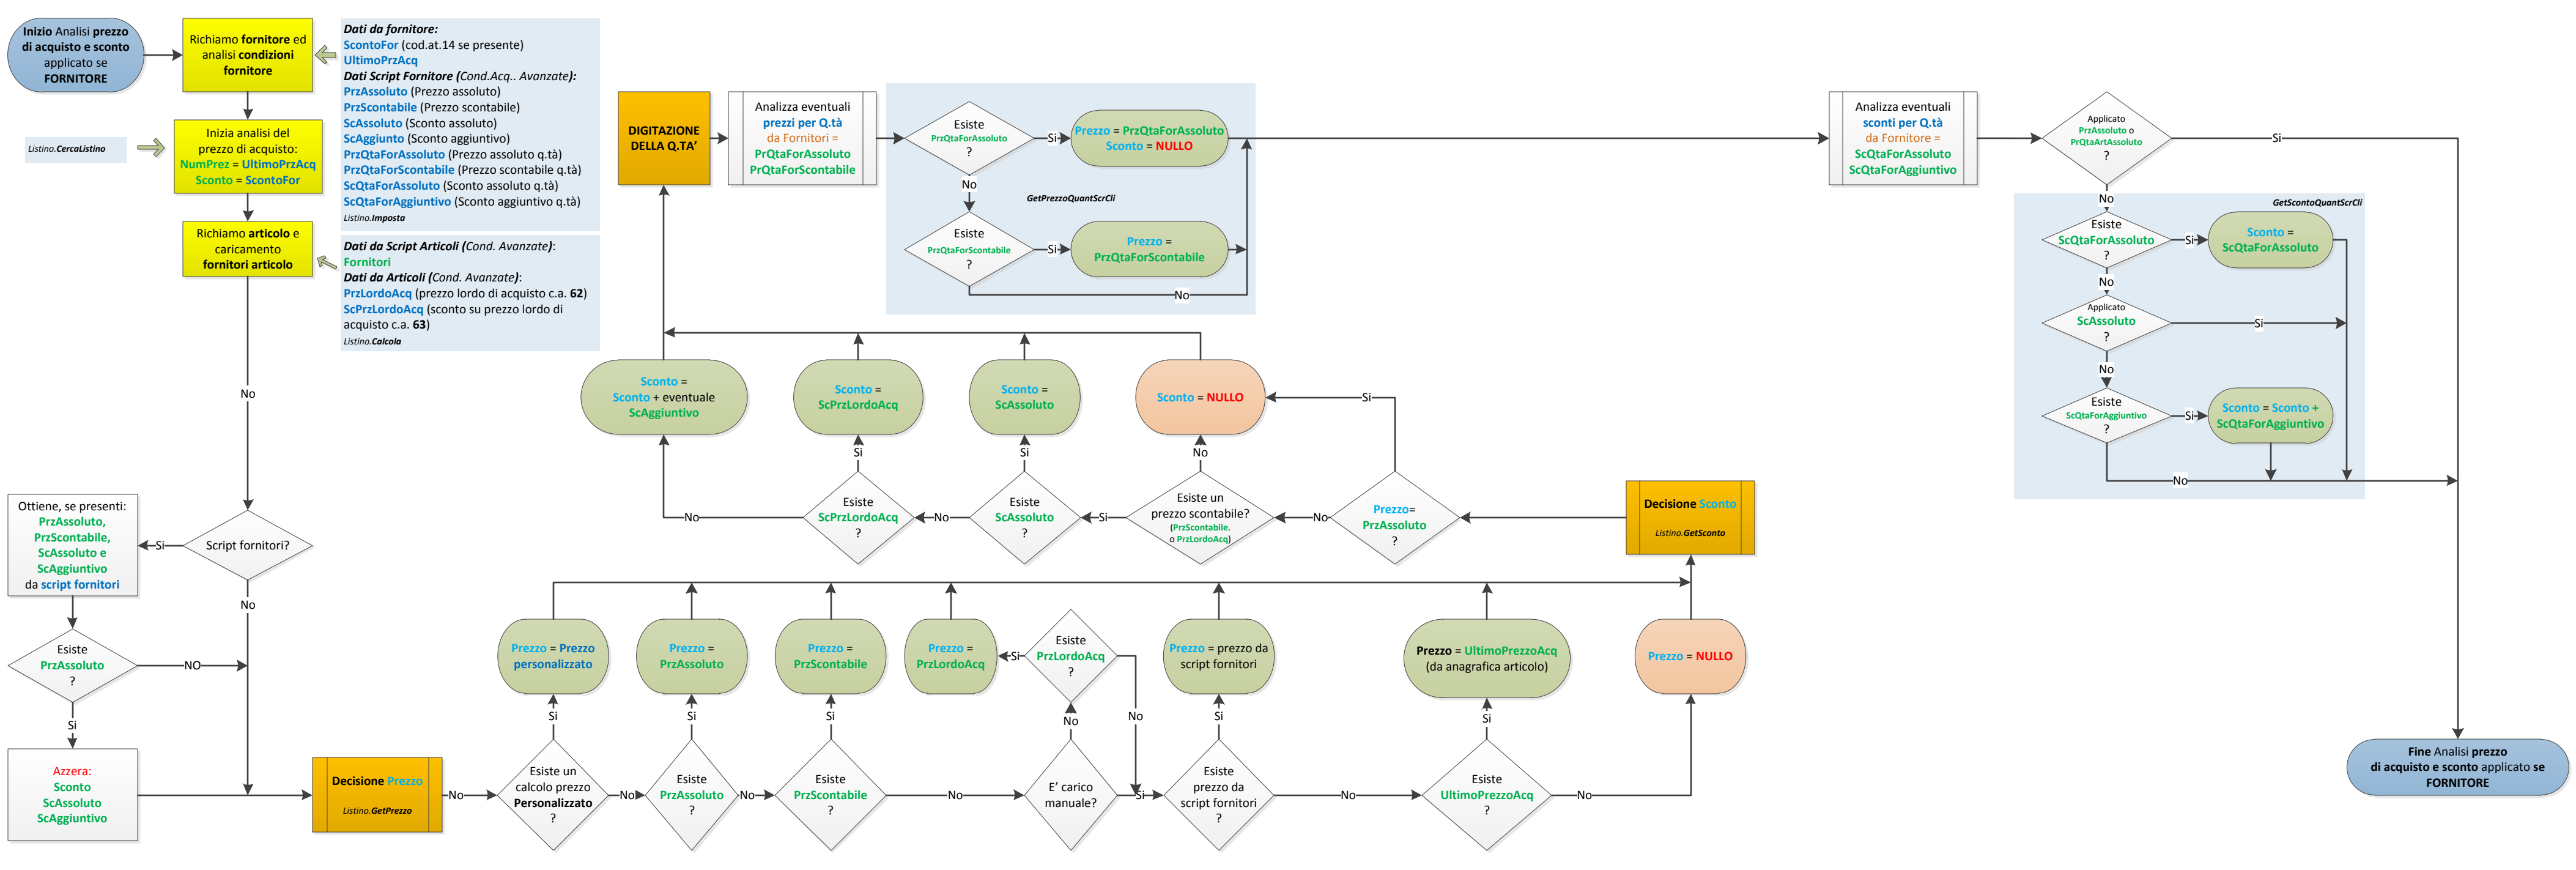 Inizio Analisi prezzo
di acquisto e sconto
applicato se
FORNITORE
Richiamo fornitore ed
analisi condizioni
fornitore
Dati da fornitore:
ScontoFor (cod.at.14 se presente)
UltimoPrzAcq
Dati Script Fornitore (Cond.Acq.. Avanzate):
PrzAssoluto (Prezzo assoluto)
PrzScontabile (Prezzo scontabile)
ScAssoluto (Sconto assoluto)
ScAggiunto (Sconto aggiuntivo)
PrzQtaForAssoluto (Prezzo assoluto q.tà)
PrzQtaForScontabile (Prezzo scontabile q.tà)
ScQtaForAssoluto (Sconto assoluto q.tà)
ScQtaForAggiuntivo (Sconto aggiuntivo q.tà)
Listino.Imposta
Listino.CercaListino
Inizia analisi del
prezzo di acquisto:
NumPrez = UltimoPrzAcq
Sconto = ScontoFor
Richiamo articolo e
caricamento
fornitori articolo
Dati da Script Articoli (Cond. Avanzate):
Fornitori
Dati da Articoli (Cond. Avanzate):
PrzLordoAcq (prezzo lordo di acquisto c.a. 62)
ScPrzLordoAcq (sconto su prezzo lordo di
acquisto c.a. 63)
Listino.Calcola
No
Script fornitori?
Si
No
Ottiene, se presenti:
PrzAssoluto,
PrzScontabile,
ScAssoluto e
ScAggiuntivo
da script fornitori
Esiste
PrzAssoluto
?
NO
Si
Azzera:
Sconto
ScAssoluto
ScAggiuntivo
Decisione Prezzo
Listino.GetPrezzo
No
Esiste un
calcolo prezzo
Personalizzato
?
Si
Prezzo = Prezzo
personalizzato
No
Esiste
PrzAssoluto
?
Si
Prezzo =
PrzAssoluto
No
Esiste
PrzScontabile
?
Si
Prezzo =
PrzScontabile
No
E' carico
manuale?
No
Esiste
PrzLordoAcq
?
Si
Prezzo =
PrzLordoAcq
No
Si
Esiste
prezzo da
script fornitori
?
Si
Prezzo = prezzo da
script fornitori
No
Esiste
UltimoPrezzoAcq
?
Si
Prezzo = UltimoPrezzoAcq
(da anagrafica articolo)
No
Prezzo = NULLO
Decisione Sconto
Listino.GetSconto
Prezzo=
PrzAssoluto
?
Si
No
Esiste un
prezzo scontabile?
(PrzScontabile.
o PrzLordoAcq)
No
Sconto = NULLO
Si
Esiste
ScAssoluto
?
Si
Sconto =
ScAssoluto
No
Esiste
ScPrzLordoAcq
?
Si
Sconto =
ScPrzLordoAcq
No
Sconto =
Sconto + eventuale
ScAggiuntivo
DIGITAZIONE
DELLA Q.TA'
Analizza eventuali
prezzi per Q.tà
da Fornitori =
PrQtaForAssoluto
PrQtaForScontabile
Esiste
PrzQtaForAssoluto
?
Si
Prezzo = PrzQtaForAssoluto
Sconto = NULLO
No
GetPrezzoQuantScrCli
Esiste
PrzQtaForScontabile
?
Si
Prezzo =
PrzQtaForScontabile
No
Analizza eventuali
sconti per Q.tà
da Fornitore =
ScQtaForAssoluto
ScQtaForAggiuntivo
Applicato
PrzAssoluto o
PrQtaArtAssoluto
?
Si
No
GetScontoQuantScrCli
Esiste
ScQtaForAssoluto
?
Si
Sconto =
ScQtaForAssoluto
No
Applicato
ScAssoluto
?
Si
No
Esiste
ScQtaForAggiuntivo
?
Si
Sconto = Sconto +
ScQtaForAggiuntivo
No
Fine Analisi prezzo
di acquisto e sconto applicato se
FORNITORE